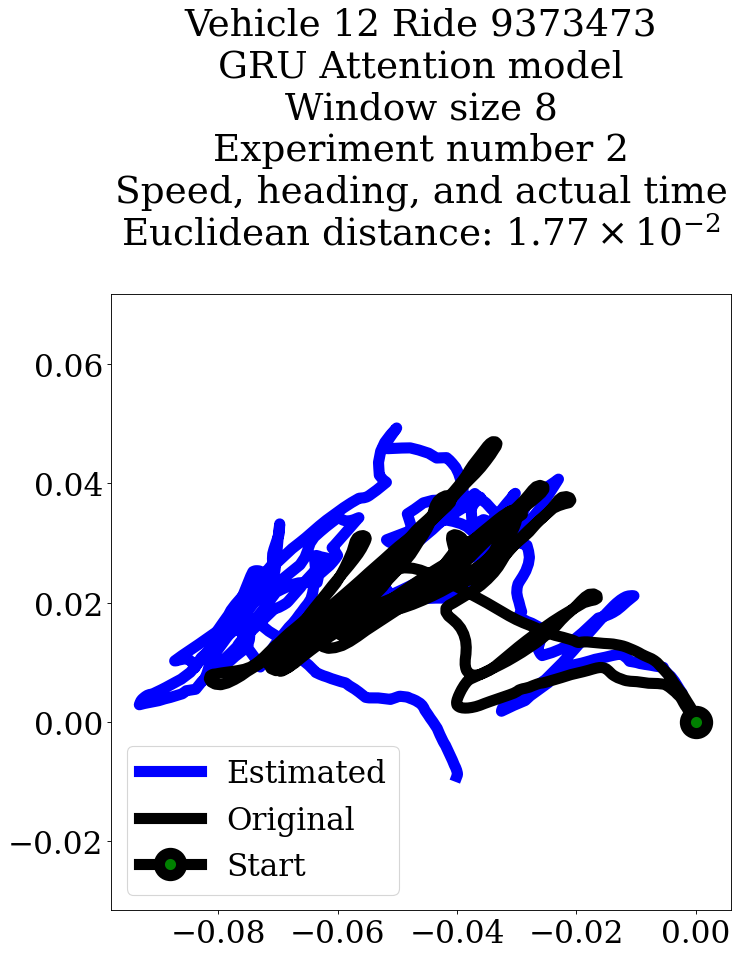 Vehicle 12 Ride 9373473
GRU Attention model
Window size 8
Experiment number 2
Speed, heading, and actual time
Euclidean distance: 1.77 × 10⁻²
0.06
0.04
0.02
0.00
−0.02
Estimated
Original
Start
−0.08 −0.06 −0.04 −0.02 0.00